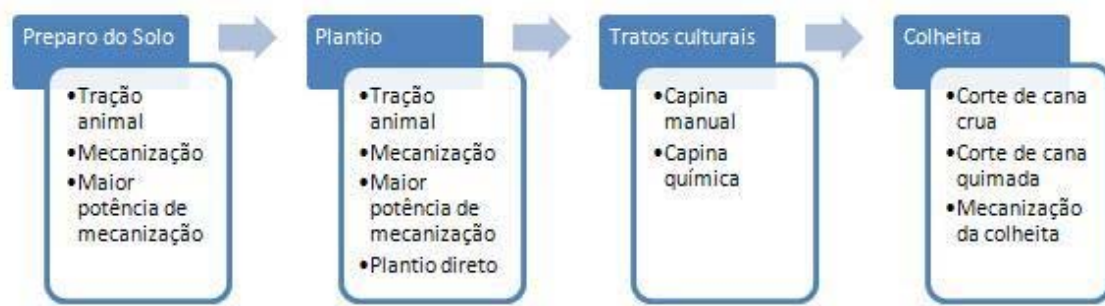 Preparo do Solo
•Tração
animal
•Mecanização
•Maior
potência de
mecanização
Plantio
•Tração
animal
•Mecanização
•Maior
potência de
mecanização
•Plantio direto
Tratos culturais
•Capina
manual
•Capina
química
Colheita
•Corte de cana
crua
•Corte de cana
quimada
•Mecanização
da colheita